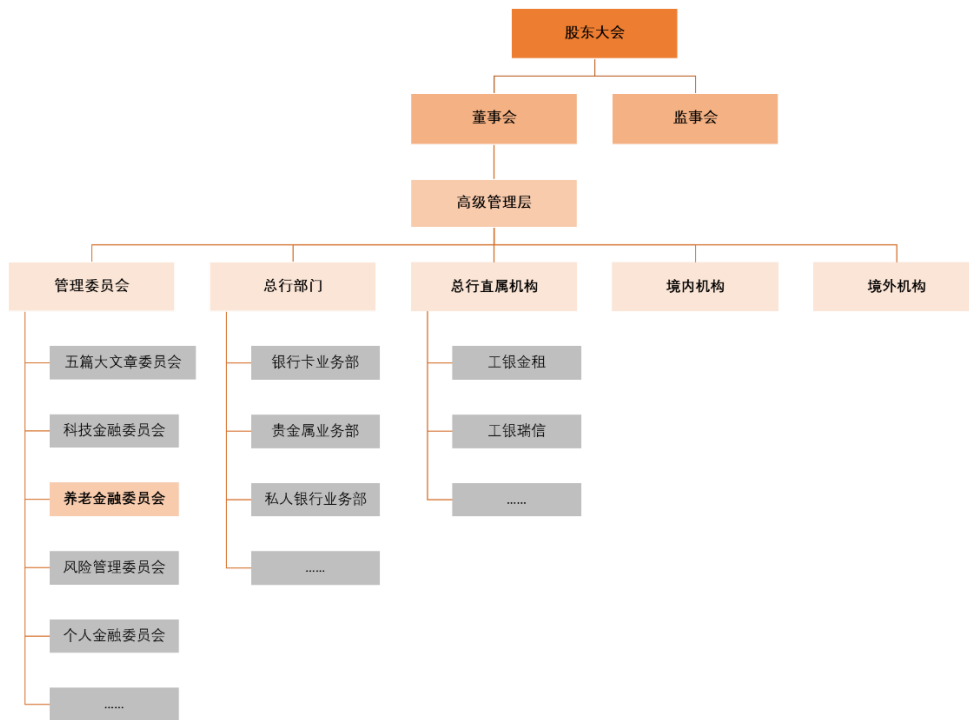 股东大会
董事会
监事会
高级管理层
管理委员会
总行部门
总行直属机构
境内机构
境外机构
五篇大文章委员会
银行卡业务部
工银金租
科技金融委员会
贵金属业务部
工银瑞信
养老金融委员会
私人银行业务部
......
风险管理委员会
......
个人金融委员会
......